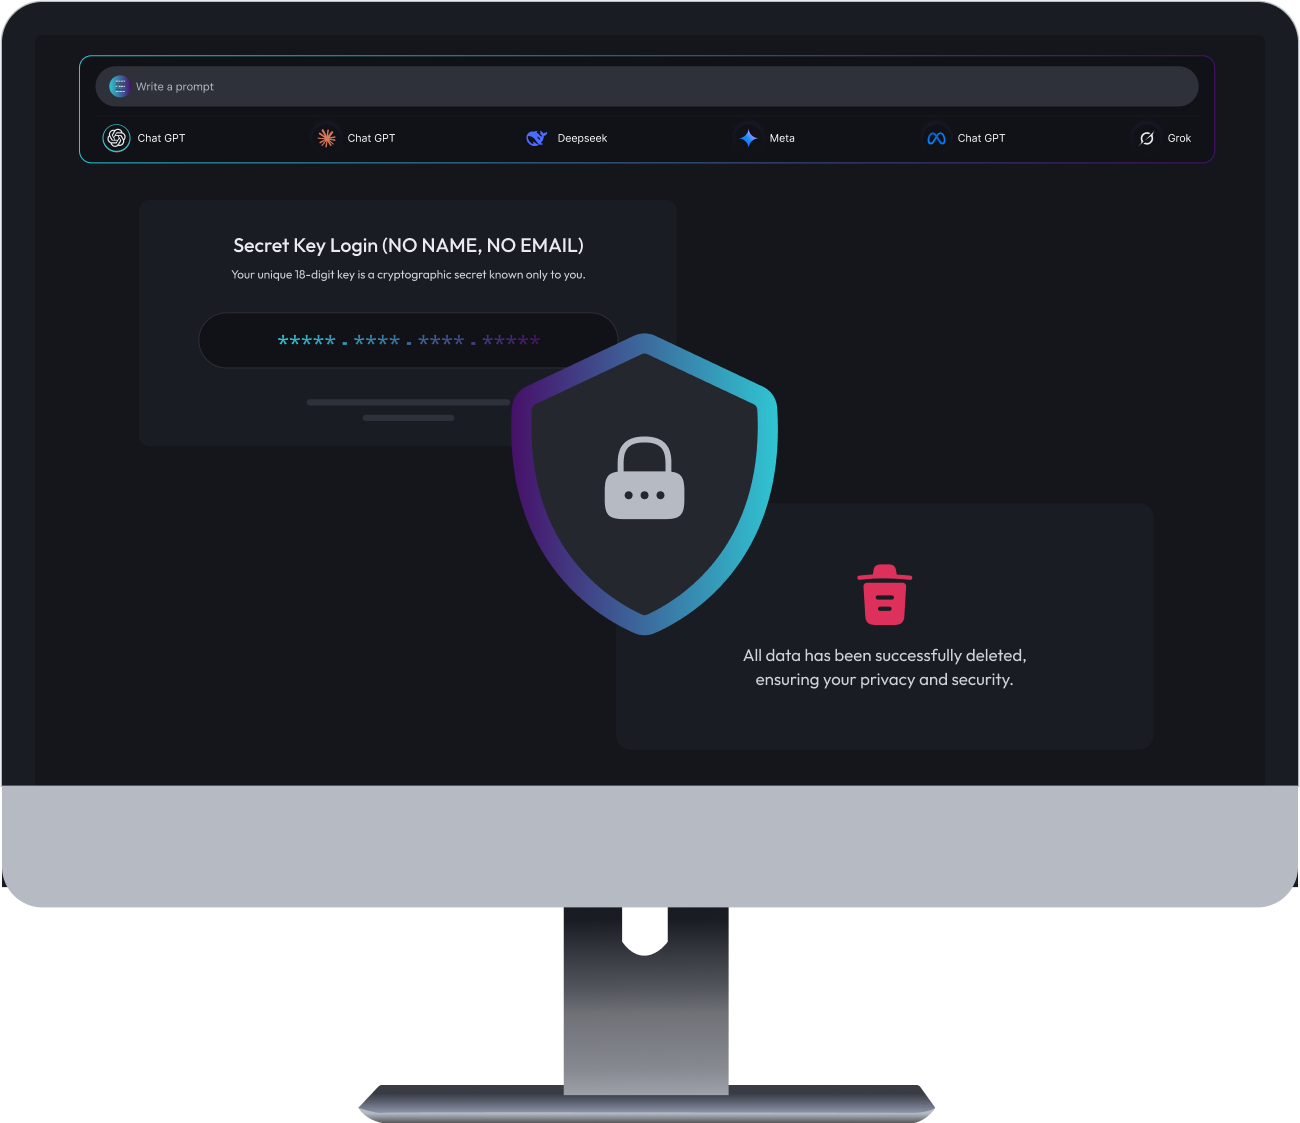 Write a prompt
Chat GPT
Chat GPT
Deepseek
Meta
Chat GPT
Grok
Secret Key Login (NO NAME, NO EMAIL)
Your unique 18-digit key is a cryptographic secret known only to you.
***** - **** - **** - *****
All data has been successfully deleted,
ensuring your privacy and security.